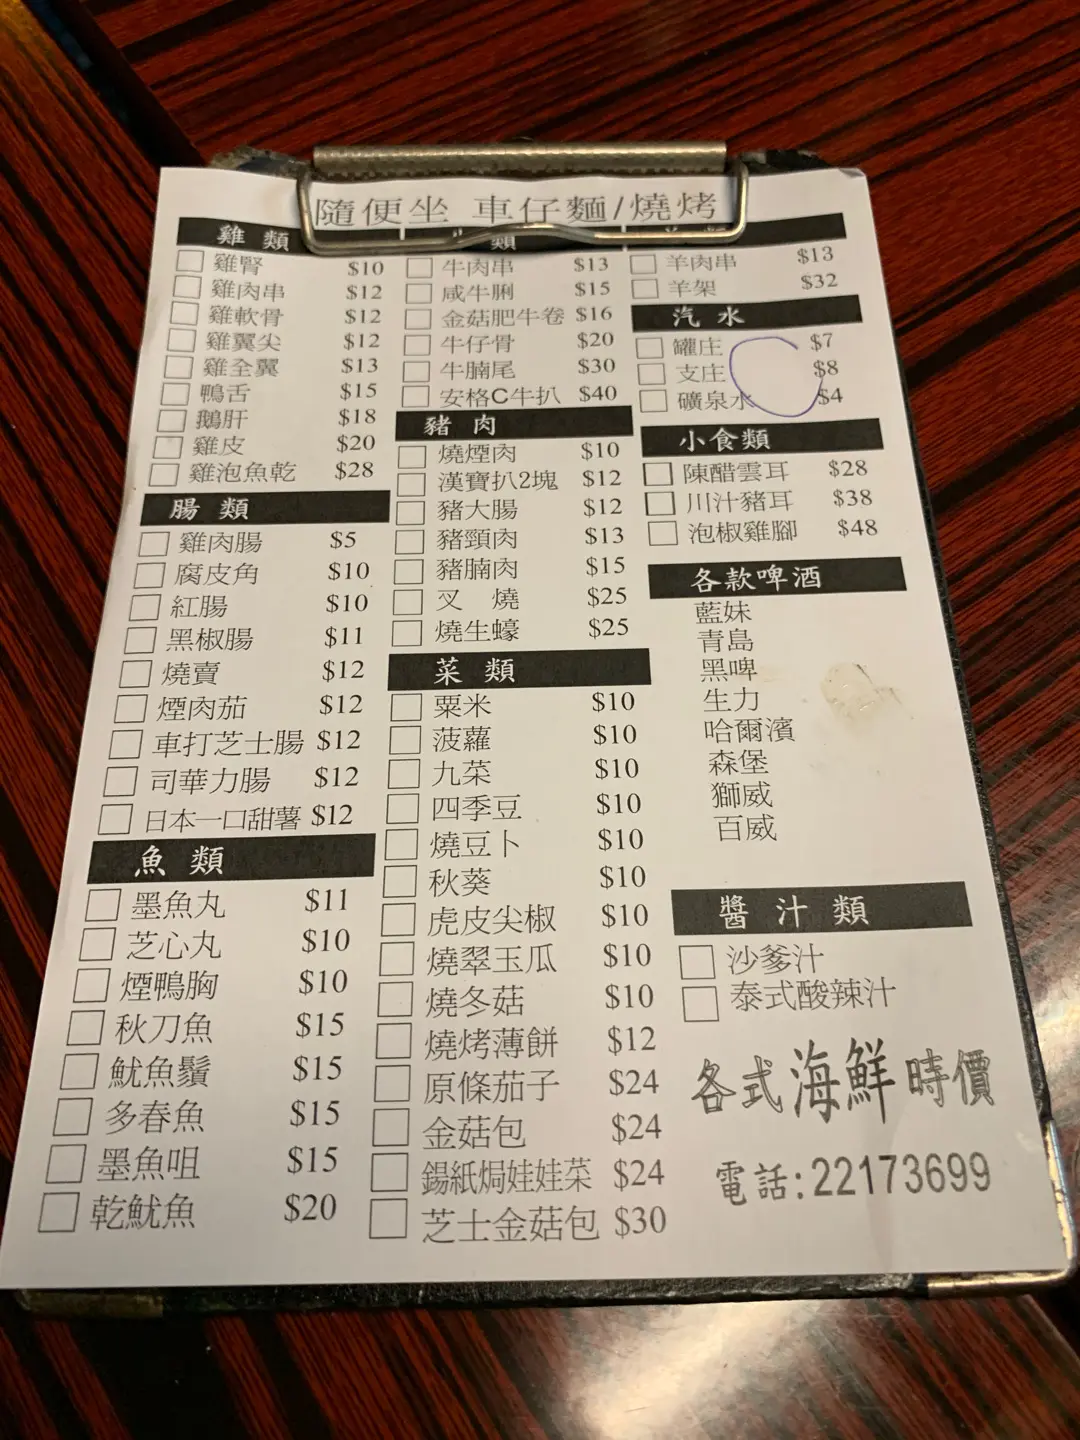 隨便坐 車仔麵/燒烤
雞 類
雞腎 $10
雞肉串 $12
雞軟骨 $12
雞翼尖 $12
雞全翼 $13
鴨舌 $15
鵝肝 $18
雞皮 $20
雞泡魚乾 $28
腸 類
雞肉腸 $5
腐皮角 $10
紅腸 $10
黑椒腸 $11
燒賣 $12
煙肉茄 $12
車打芝士腸 $12
司華力腸 $12
日本一口甜薯 $12
魚 類
墨魚丸 $11
芝心丸 $10
煙鴨胸 $10
秋刀魚 $15
魷魚鬚 $15
多春魚 $15
墨魚咀 $15
乾魷魚 $20
類
牛肉串 $13
咸牛脷 $15
金菇肥牛卷 $16
牛仔骨 $20
牛腩尾 $30
安格C牛扒 $40
豬 肉
燒煙肉 $10
漢寶扒2塊 $12
豬大腸 $12
豬頸肉 $13
豬腩肉 $15
叉 燒 $25
燒生蠔 $25
菜 類
粟米 $10
菠蘿 $10
九菜 $10
四季豆 $10
燒豆卜 $10
秋葵 $10
虎皮尖椒 $10
燒翠玉瓜 $10
燒冬菇 $10
燒烤薄餅 $12
原條茄子 $24
金菇包 $24
錫紙焗娃娃菜 $24
芝士金菇包 $30
羊肉串 $13
羊架 $32
汽 水
罐庄 $7
支庄 $8
礦泉水 $4
小食類
陳醋雲耳 $28
川汁豬耳 $38
泡椒雞腳 $48
各款啤酒
藍妹
青島
黑啤
生力
哈爾濱
森堡
獅威
百威
醬 汁 類
沙爹汁
泰式酸辣汁
各式海鮮時價
電話:22173699